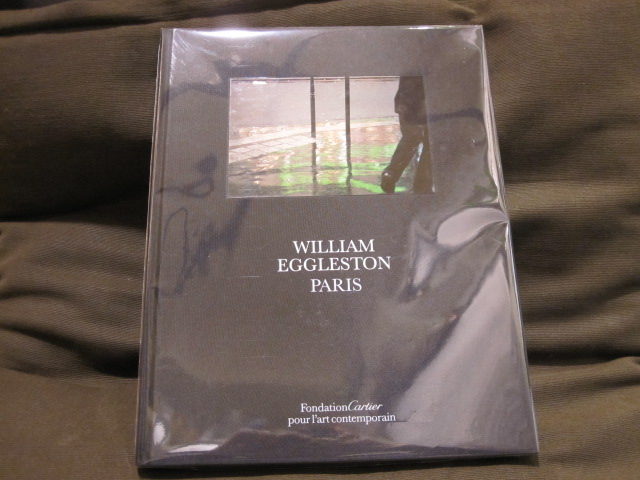 WILLIAM
EGGLESTON
PARIS
FondationCartier
pour l'art contemporain